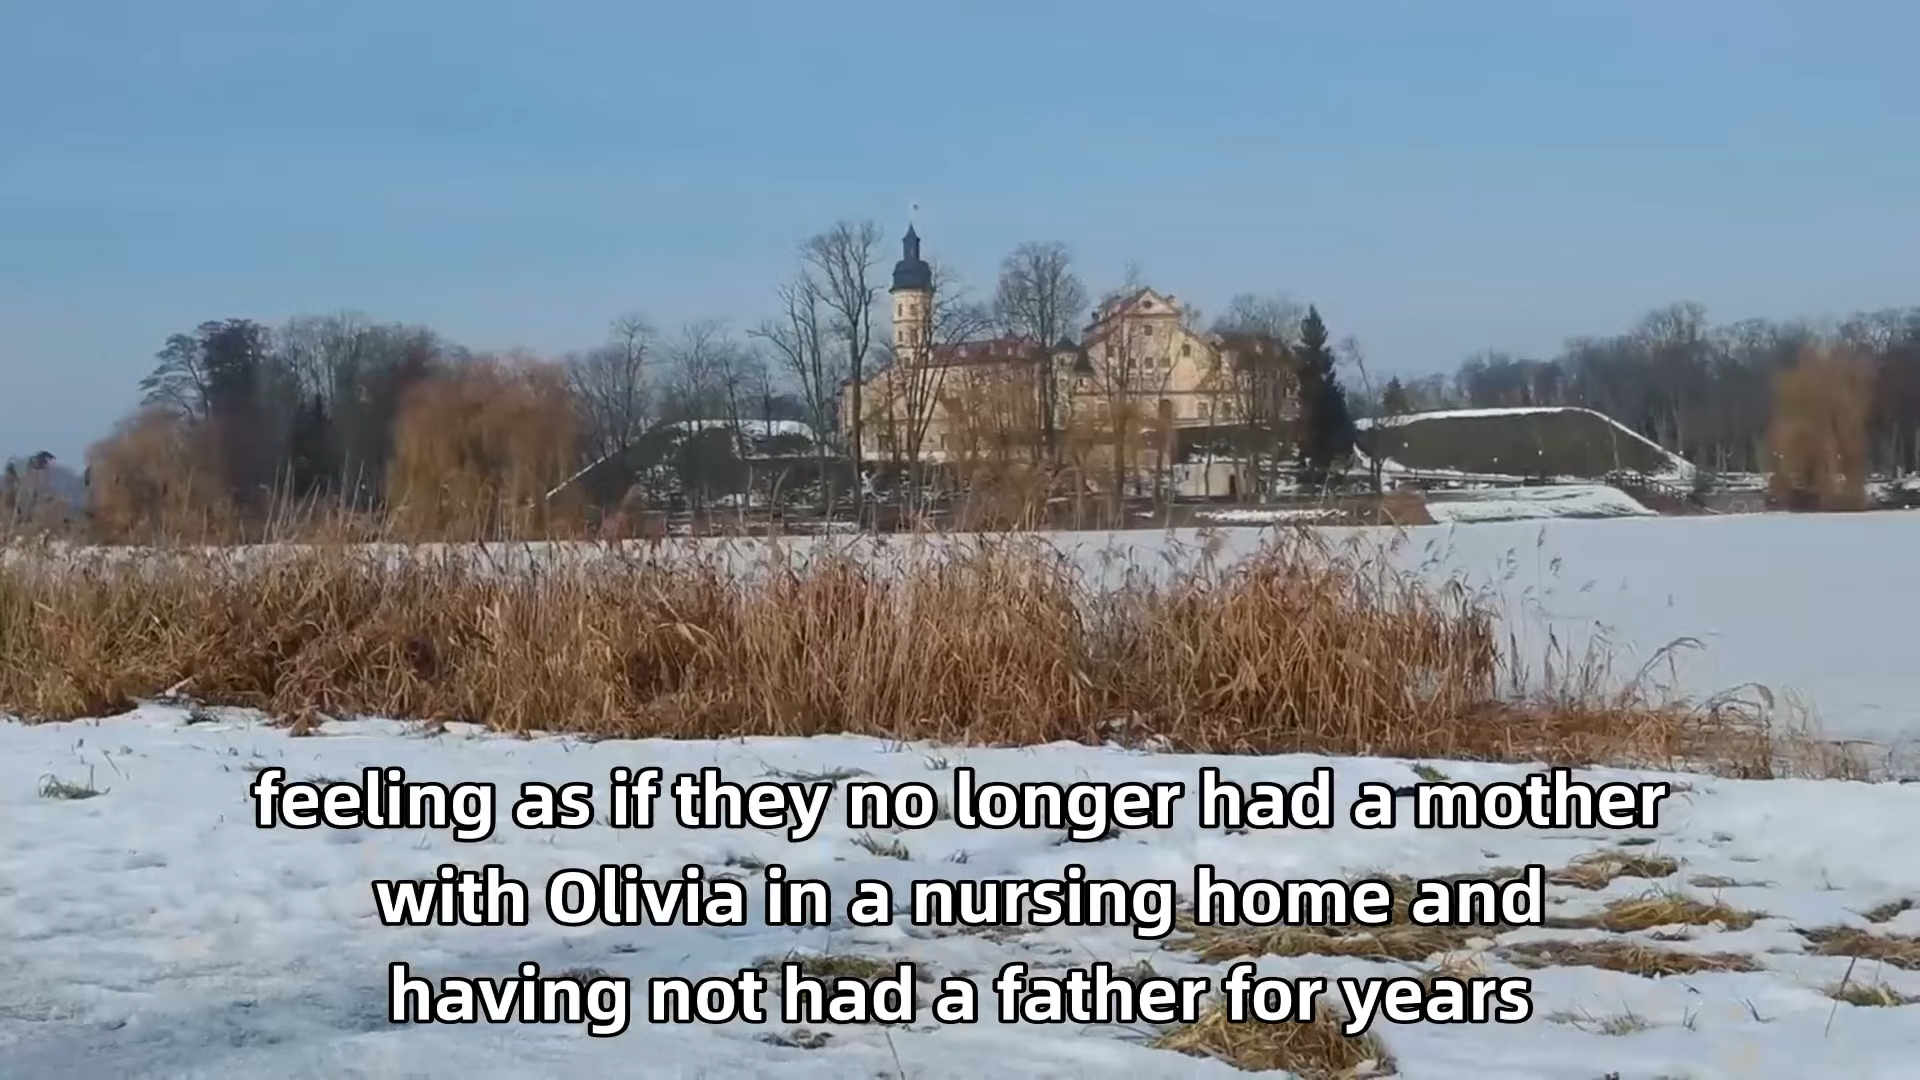 feeling as if they no longer had a mother
with Olivia in a nursing home and
having not had a father for years